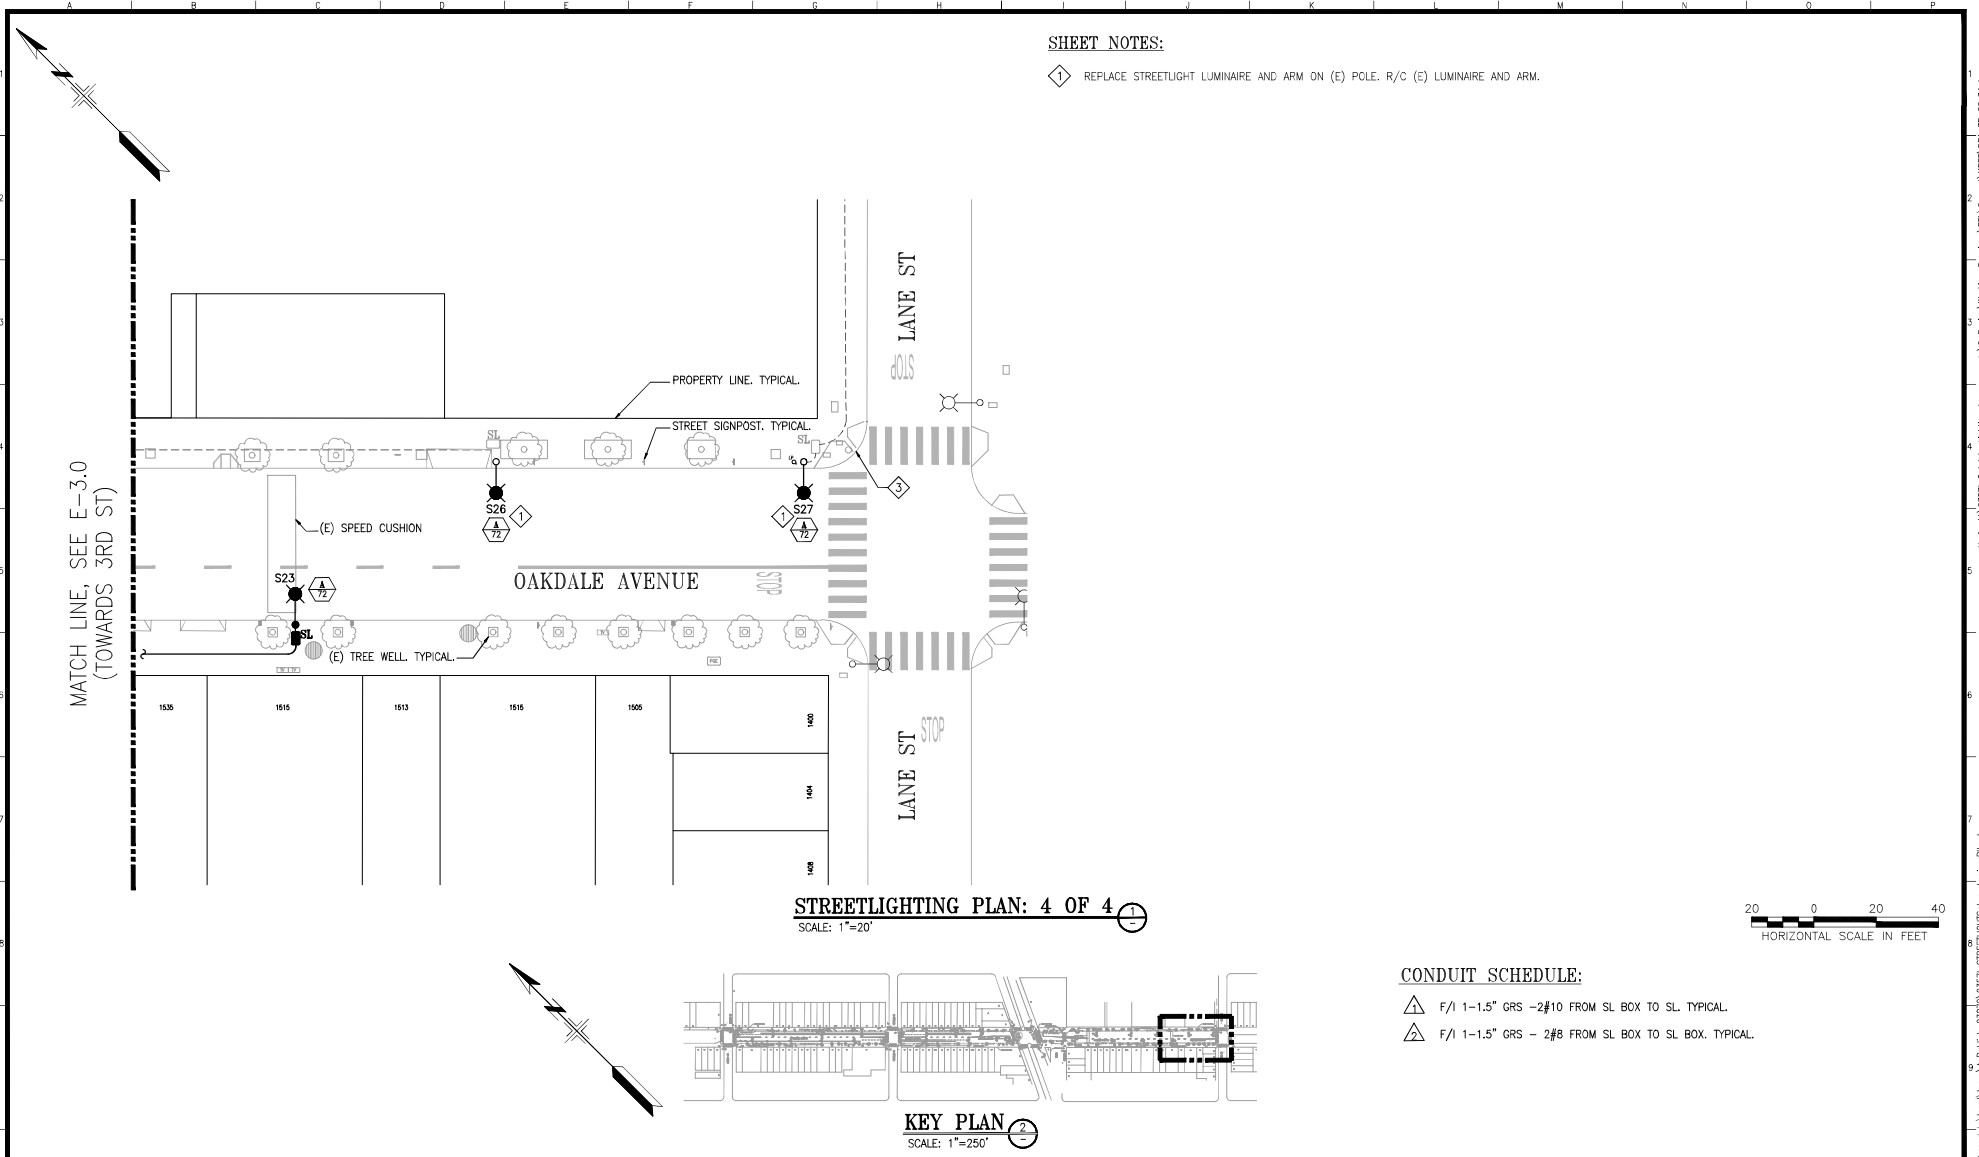 A B C D E F G H I J K L M N O P
SHEET NOTES:
1 REPLACE STREETLIGHT LUMINAIRE AND ARM ON (E) POLE. R/C (E) LUMINAIRE AND ARM.
N
LANE ST
STOP
PROPERTY LINE. TYPICAL.
STREET SIGNPOST. TYPICAL.
SL
SL
3
S26
1
A
72
1
S27
A
72
MATCH LINE, SEE E-3.0
(TOWARDS 3RD ST)
(E) SPEED CUSHION
OAKDALE AVENUE
STOP
S23
A
72
SL
(E) TREE WELL. TYPICAL.
1535
1515
1513
1515
1505
1400
1404
1408
LANE ST
STOP
STREETLIGHTING PLAN: 4 OF 4
1
-
SCALE: 1"=20'
20 0 20 40
HORIZONTAL SCALE IN FEET
N
CONDUIT SCHEDULE:
1 F/I 1-1.5" GRS -2#10 FROM SL BOX TO SL. TYPICAL.
2 F/I 1-1.5" GRS - 2#8 FROM SL BOX TO SL BOX. TYPICAL.
KEY PLAN
2
-
SCALE: 1"=250'